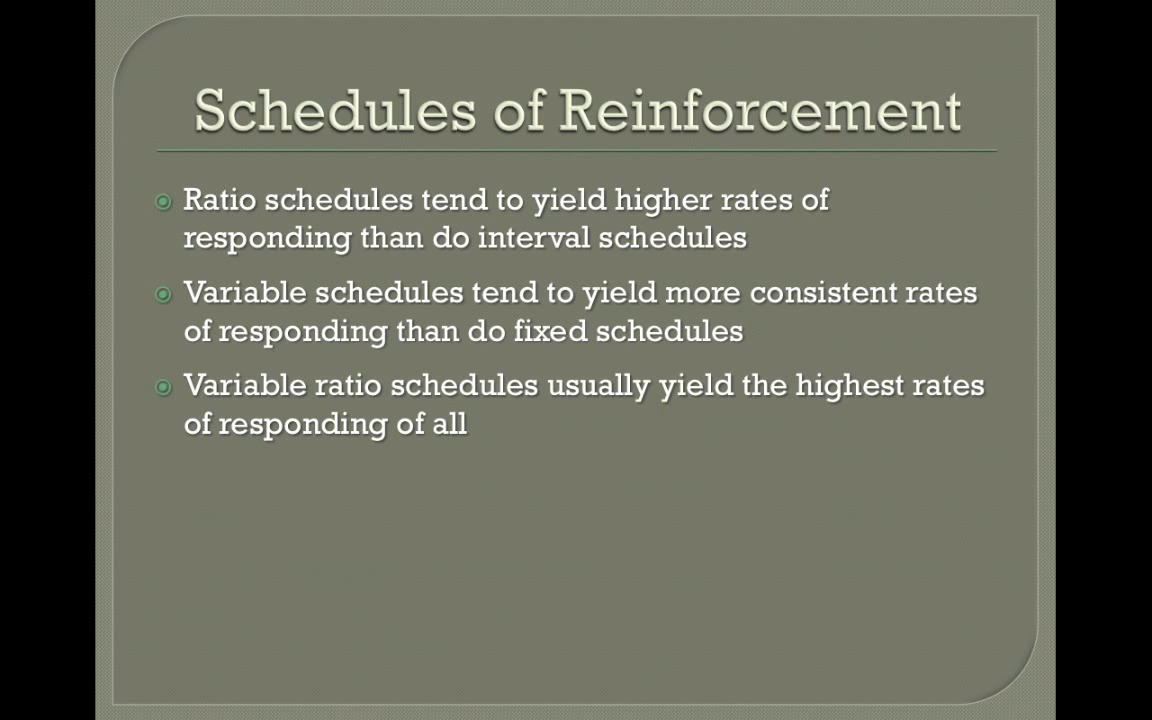 Schedules of Reinforcement
Ratio schedules tend to yield higher rates of
responding than do interval schedules
Variable schedules tend to yield more consistent rates
of responding than do fixed schedules
Variable ratio schedules usually yield the highest rates
of responding of all